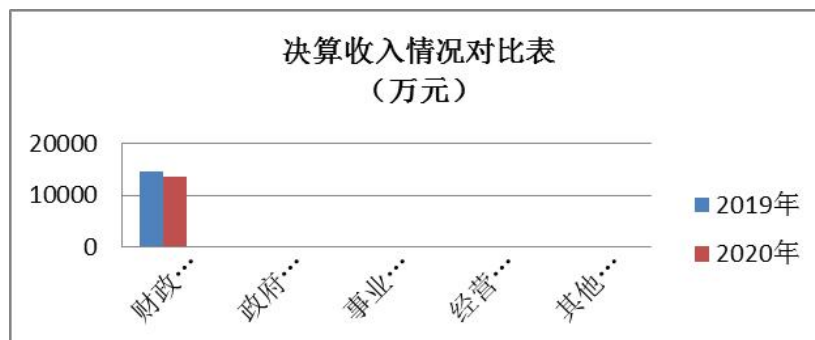 决算收入情况对比表
（万元）
20000
10000
0
2019年
2020年
财政…
政府…
事业…
经营…
其他…